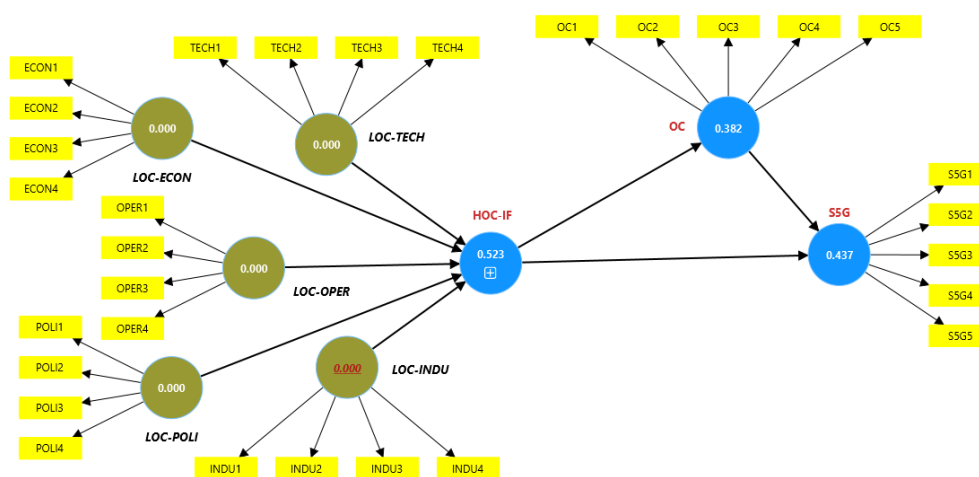 OC1
OC2
OC3
OC4
OC5
TECH1
TECH2
TECH3
TECH4
ECON1
ECON2
ECON3
ECON4
0.000
LOC-ECON
0.000
LOC-TECH
OC
0.382
S5G1
S5G2
S5G3
S5G4
S5G5
S5G
0.437
HOC-IF
0.523
OPER1
OPER2
OPER3
OPER4
0.000
LOC-OPER
POLI1
POLI2
POLI3
POLI4
0.000
LOC-POLI
0.000
LOC-INDU
INDU1
INDU2
INDU3
INDU4